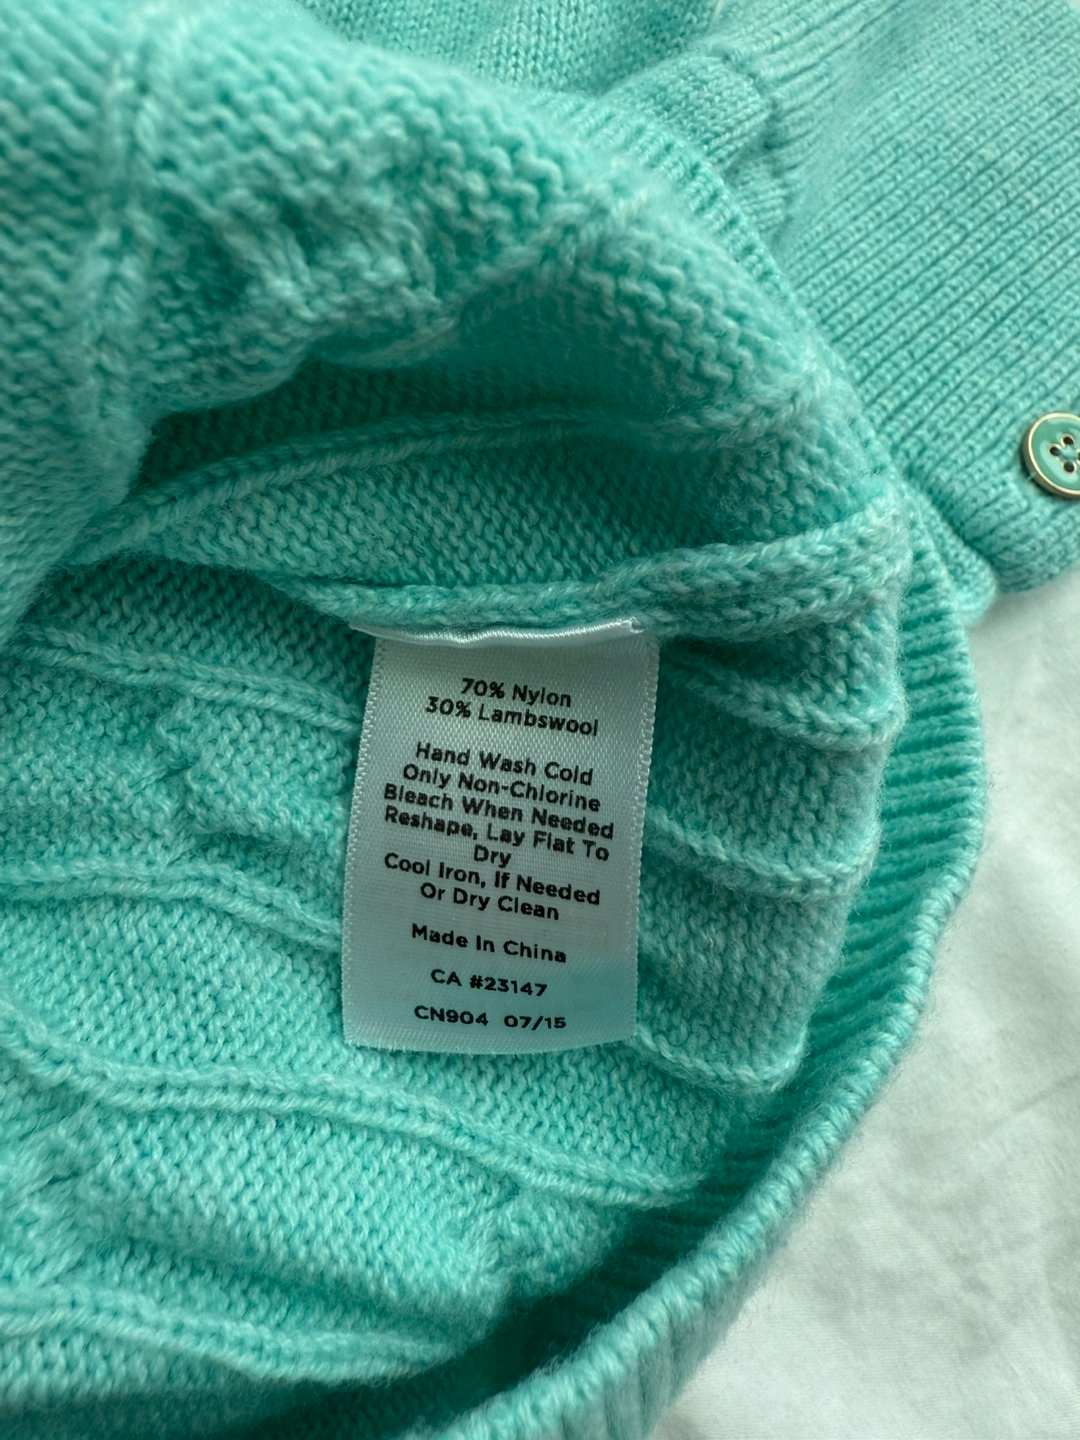 70% Nylon
30% Lambswool
Hand Wash Cold
Only Non-Chlorine
Bleach When Needed
Reshape, Lay Flat To
Dry
Cool Iron, If Needed
Or Dry Clean
Made In China
CA #23147
CN904 07/15